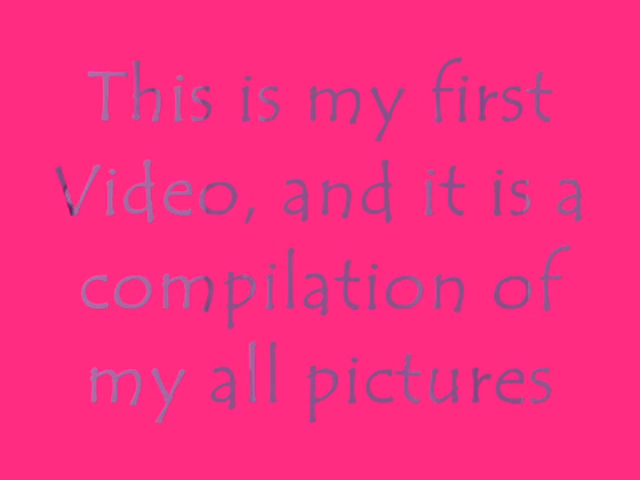 This is my first
Video, and it is a
compilation of
my all pictures